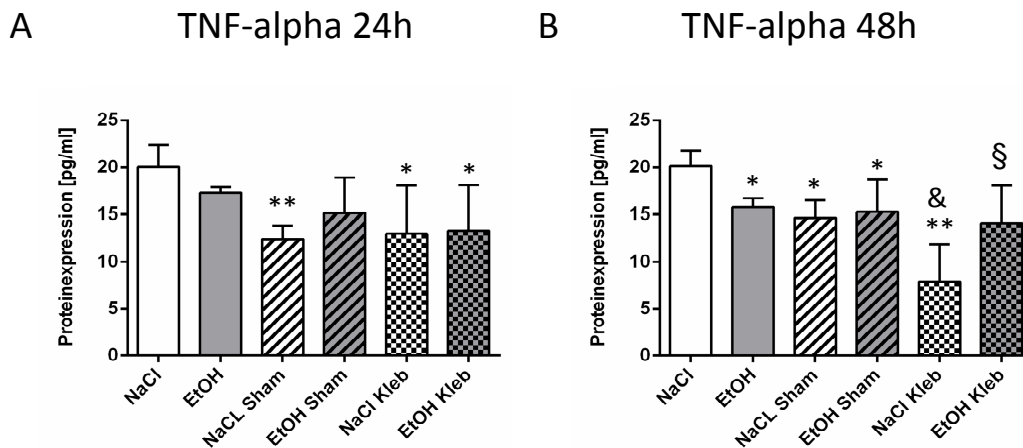 A TNF-alpha 24h
Proteinexpression [pg/ml]
25
20
15
10
5
0
**
*
*
NaCl
EtOH
NaCL Sham
EtOH Sham
NaCl Kleb
EtOH Kleb
B TNF-alpha 48h
Proteinexpression [pg/ml]
25
20
15
10
5
0
*
*
*
&
**
§
NaCl
EtOH
NaCL Sham
EtOH Sham
NaCl Kleb
EtOH Kleb